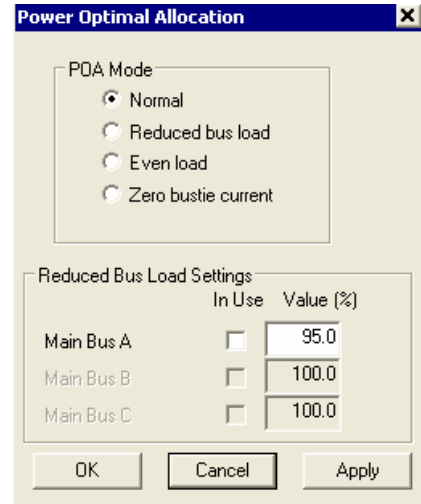 Power Optimal Allocation
POA Mode
Normal
Reduced bus load
Even load
Zero bustie current
Reduced Bus Load Settings
In Use Value (%)
Main Bus A 95.0
Main Bus B 100.0
Main Bus C 100.0
OK Cancel Apply